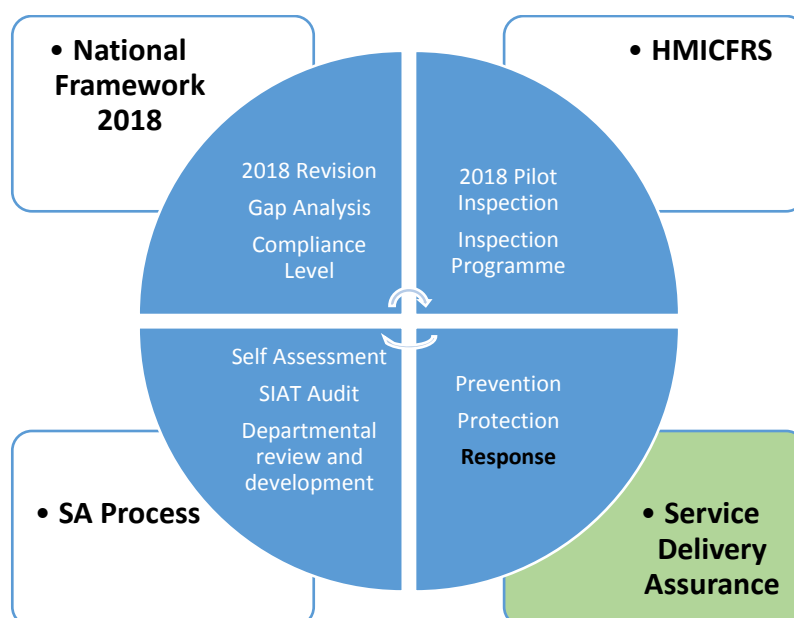 • National
Framework
2018
• HMICFRS
2018 Revision
Gap Analysis
Compliance
Level
2018 Pilot
Inspection
Inspection
Programme
Self Assessment
SIAT Audit
Departmental
review and
development
Prevention
Protection
Response
• SA Process
• Service
Delivery
Assurance